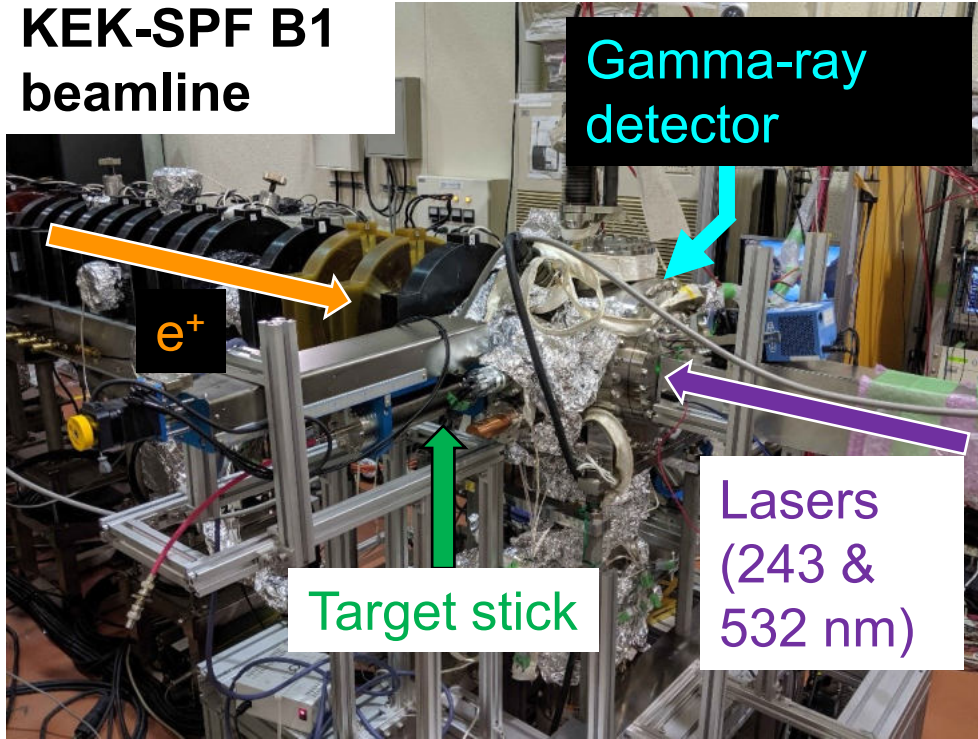 KEK-SPF B1
beamline
Gamma-ray
detector
e⁺
Target stick
Lasers
(243 &
532 nm)